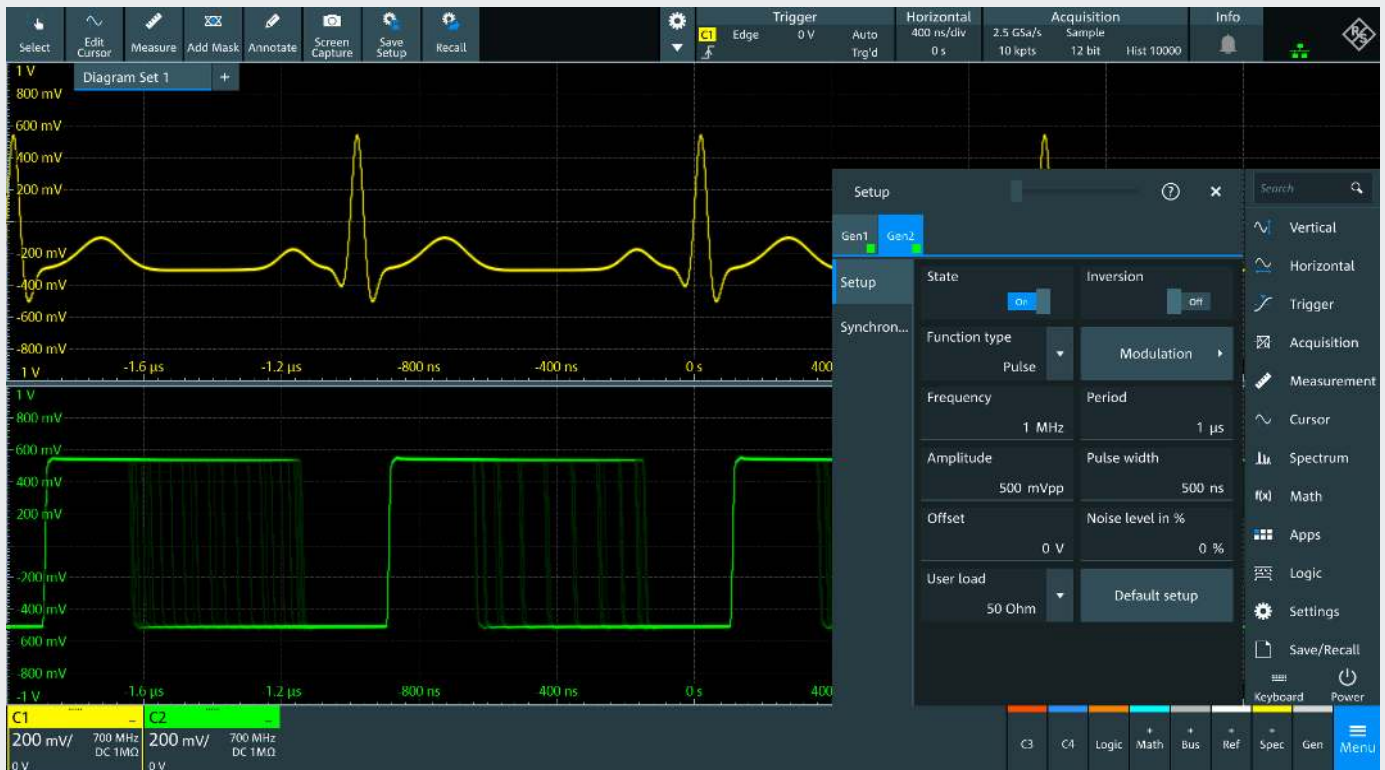 Select
Edit Cursor
Measure
Add Mask
Annotate
Screen Capture
Save Setup
Recall
Trigger
C1 Edge 0 V Auto
Trg'd
Horizontal
400 ns/div
0 s
Acquisition
2.5 GSa/s Sample
10 kpts 12 bit Hist 10000
Info
R&S
1 V
Diagram Set 1 +
800 mV
600 mV
400 mV
200 mV
-200 mV
-400 mV
-600 mV
-800 mV
1 V
-1.6 µs -1.2 µs -800 ns -400 ns 0 s 400
1 V
800 mV
600 mV
400 mV
200 mV
-200 mV
400 mV
600 mV
800 mV
-1 V
1.6 µs 1.2 µs -800 ns 400 ns 0 s 400
Setup
Gen1 Gen2
Setup
Synchron...
State
On
Inversion
Off
Function type
Pulse
Modulation
Frequency
1 MHz
Period
1 µs
Amplitude
500 mVpp
Pulse width
500 ns
Offset
0 V
Noise level in %
0 %
User load
50 Ohm
Default setup
Search
Vertical
Horizontal
Trigger
Acquisition
Measurement
Cursor
Spectrum
f(x) Math
Apps
Logic
Settings
Save/Recall
Keyboard Power
C1
200 mV/ 700 MHz
DC 1MΩ
0 V
C2
200 mV/ 700 MHz
DC 1MΩ
0 V
C3 C4 Logic Math Bus Ref Spec Gen Menu